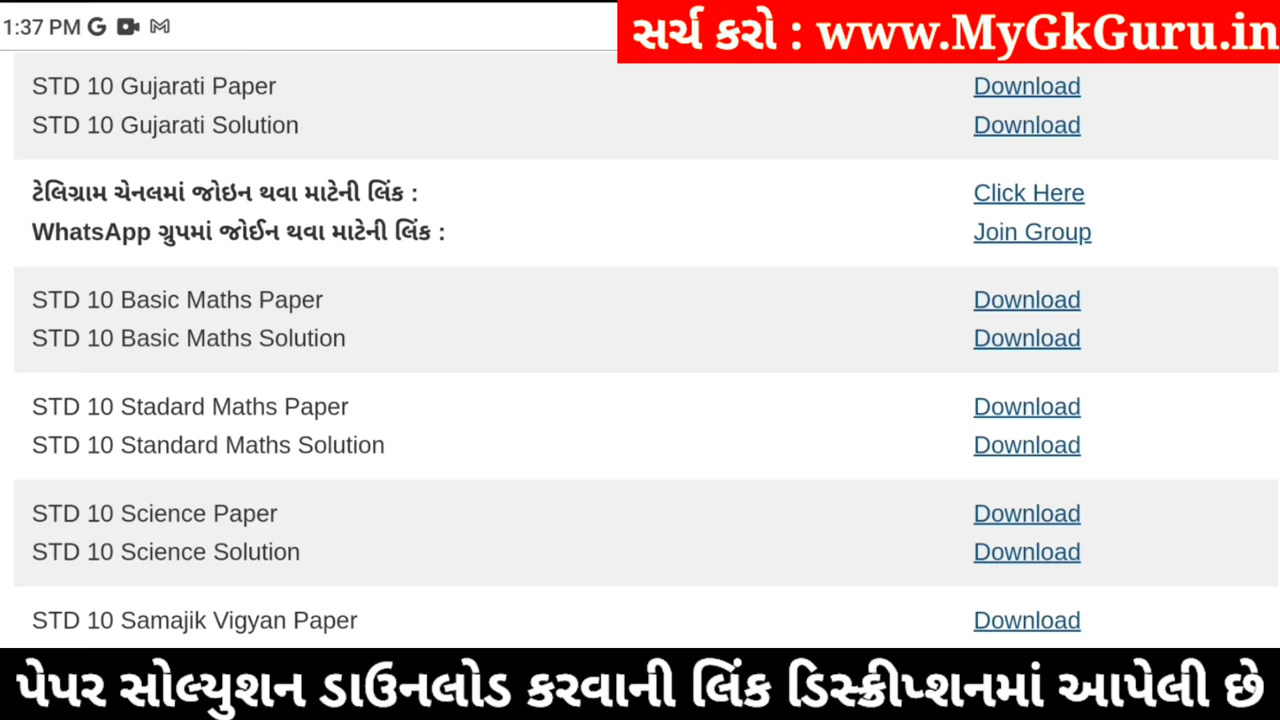 1:37 PM
સર્ચ કરો : www.MyGkGuru.in
STD 10 Gujarati Paper Download
STD 10 Gujarati Solution Download
ટેલિગ્રામ ચેનલમાં જોઇન થવા માટેની લિંક : Click Here
WhatsApp ગ્રુપમાં જોઈન થવા માટેની લિંક : Join Group
STD 10 Basic Maths Paper Download
STD 10 Basic Maths Solution Download
STD 10 Stadard Maths Paper Download
STD 10 Standard Maths Solution Download
STD 10 Science Paper Download
STD 10 Science Solution Download
STD 10 Samajik Vigyan Paper Download
પેપર સોલ્યુશન ડાઉનલોડ કરવાની લિંક ડિસ્ક્રીપ્શનમાં આપેલી છે